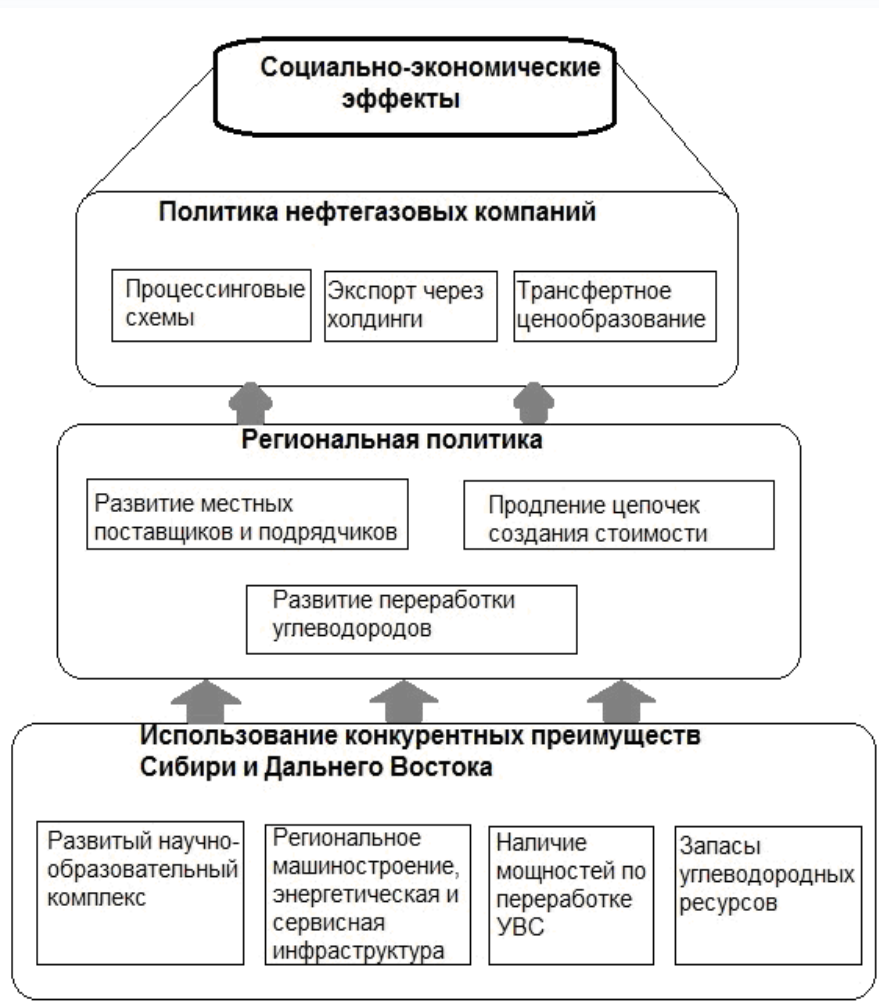 Социально-экономические
эффекты
Политика нефтегазовых компаний
Процессинговые
схемы
Экспорт через
холдинги
Трансфертное
ценообразование
Региональная политика
Развитие местных
поставщиков и подрядчиков
Продление цепочек
создания стоимости
Развитие переработки
углеводородов
Использование конкурентных преимуществ
Сибири и Дальнего Востока
Развитый научно-
образовательный
комплекс
Региональное
машиностроение,
энергетическая и
сервисная
инфраструктура
Наличие
мощностей по
переработке
УВС
Запасы
углеводородных
ресурсов